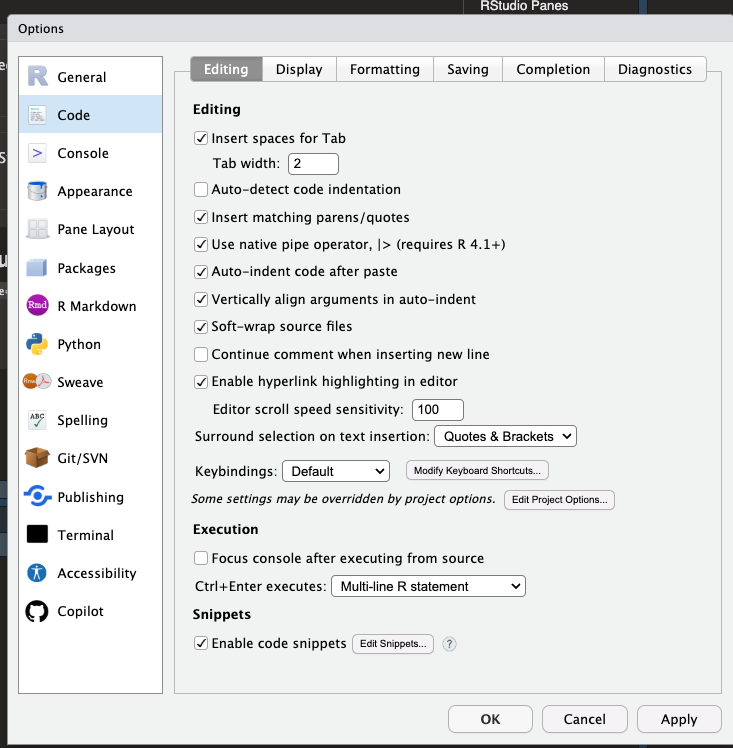 RStudio Panes
Options
General
Code
Console
Appearance
Pane Layout
Packages
Rmd R Markdown
Python
Sweave
ABC Spelling
Git/SVN
Publishing
Terminal
Accessibility
Copilot
Editing Display Formatting Saving Completion Diagnostics
Editing
Insert spaces for Tab
Tab width: 2
Auto-detect code indentation
Insert matching parens/quotes
Use native pipe operator, |> (requires R 4.1+)
Auto-indent code after paste
Vertically align arguments in auto-indent
Soft-wrap source files
Continue comment when inserting new line
Enable hyperlink highlighting in editor
Editor scroll speed sensitivity: 100
Surround selection on text insertion: Quotes & Brackets
Keybindings: Default Modify Keyboard Shortcuts...
Some settings may be overridden by project options. Edit Project Options...
Execution
Focus console after executing from source
Ctrl+Enter executes: Multi-line R statement
Snippets
Enable code snippets Edit Snippets... ?
OK Cancel Apply